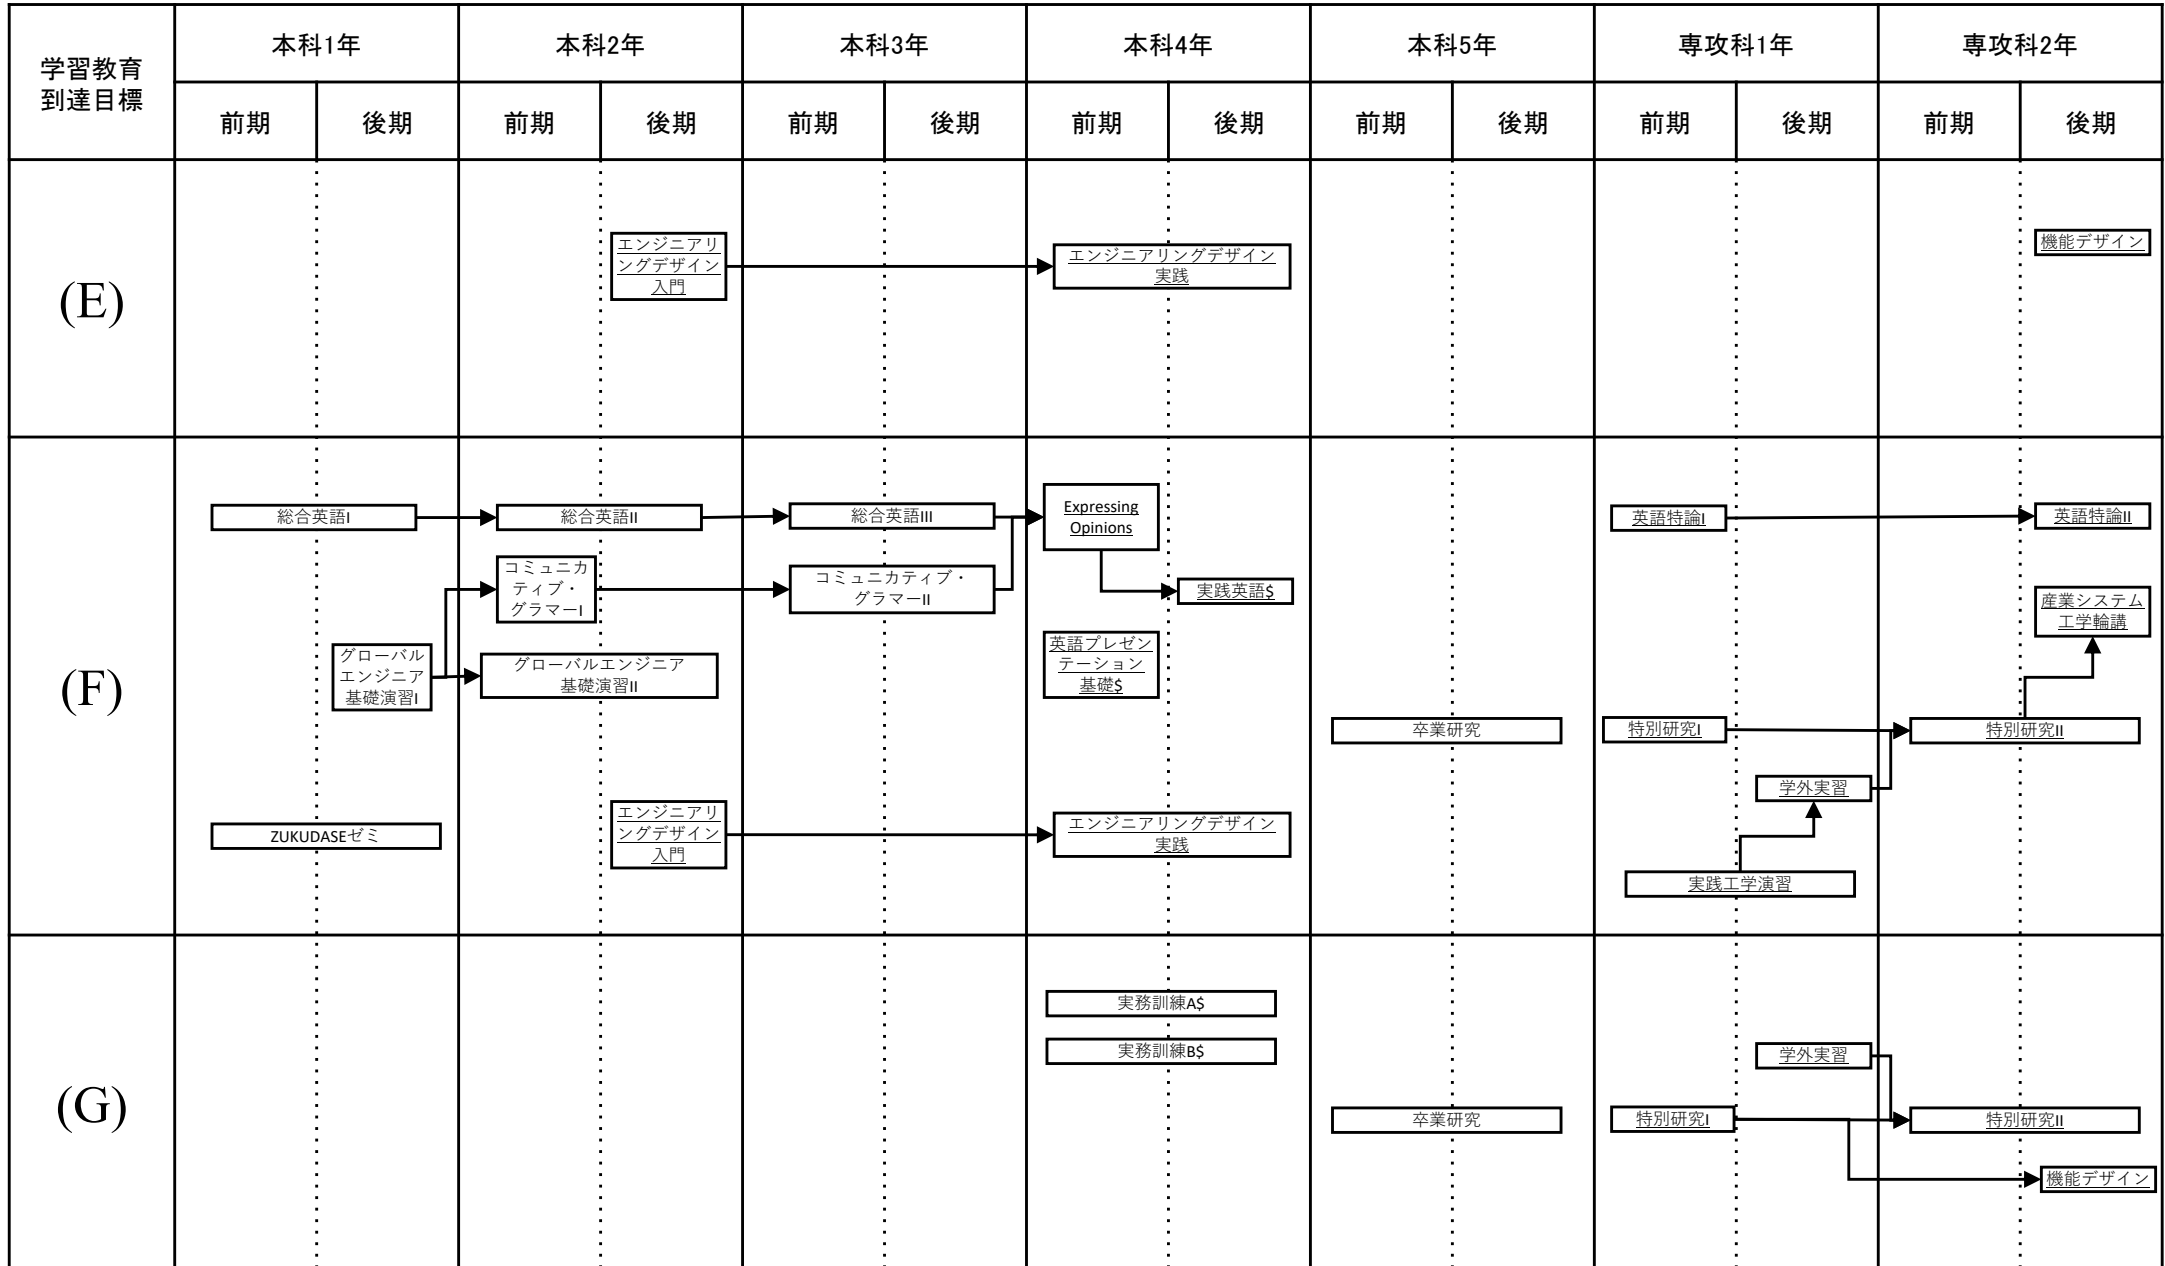 学習教育
到達目標
本科1年
本科2年
本科3年
本科4年
本科5年
専攻科1年
専攻科2年
前期
後期
前期
後期
前期
後期
前期
後期
前期
後期
前期
後期
前期
後期
(E)
エンジニアリ
ングデザイン
入門
エンジニアリングデザイン
実践
機能デザイン
(F)
総合英語I
総合英語II
総合英語III
Expressing
Opinions
英語特論I
英語特論II
コミュニカ
ティブ・
グラマーI
コミュニカティブ・
グラマーII
実践英語$
産業システム
工学輪講
グローバル
エンジニア
基礎演習I
グローバルエンジニア
基礎演習II
英語プレゼン
テーション
基礎$
卒業研究
特別研究I
特別研究II
学外実習
ZUKUDASEゼミ
エンジニアリ
ングデザイン
入門
エンジニアリングデザイン
実践
実践工学演習
(G)
実務訓練A$
実務訓練B$
学外実習
卒業研究
特別研究I
特別研究II
機能デザイン